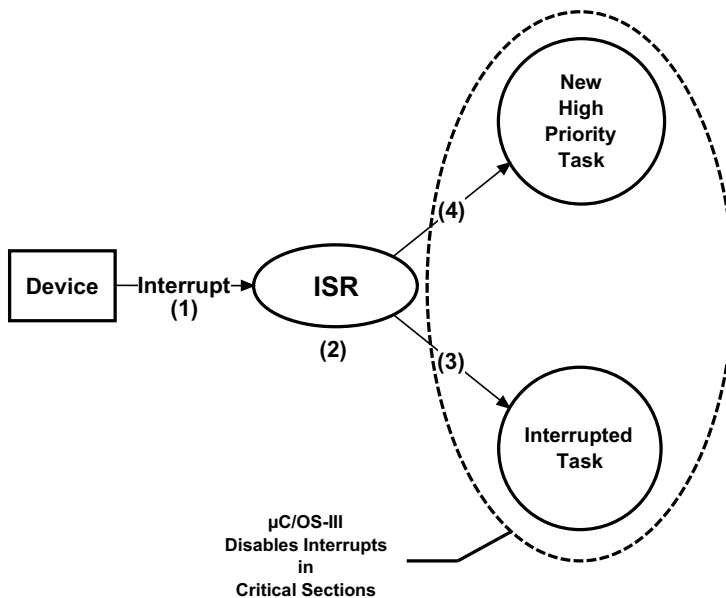 New
High
Priority
Task
(4)
Device
Interrupt
(1)
ISR
(2)
(3)
Interrupted
Task
µC/OS-III
Disables Interrupts
in
Critical Sections